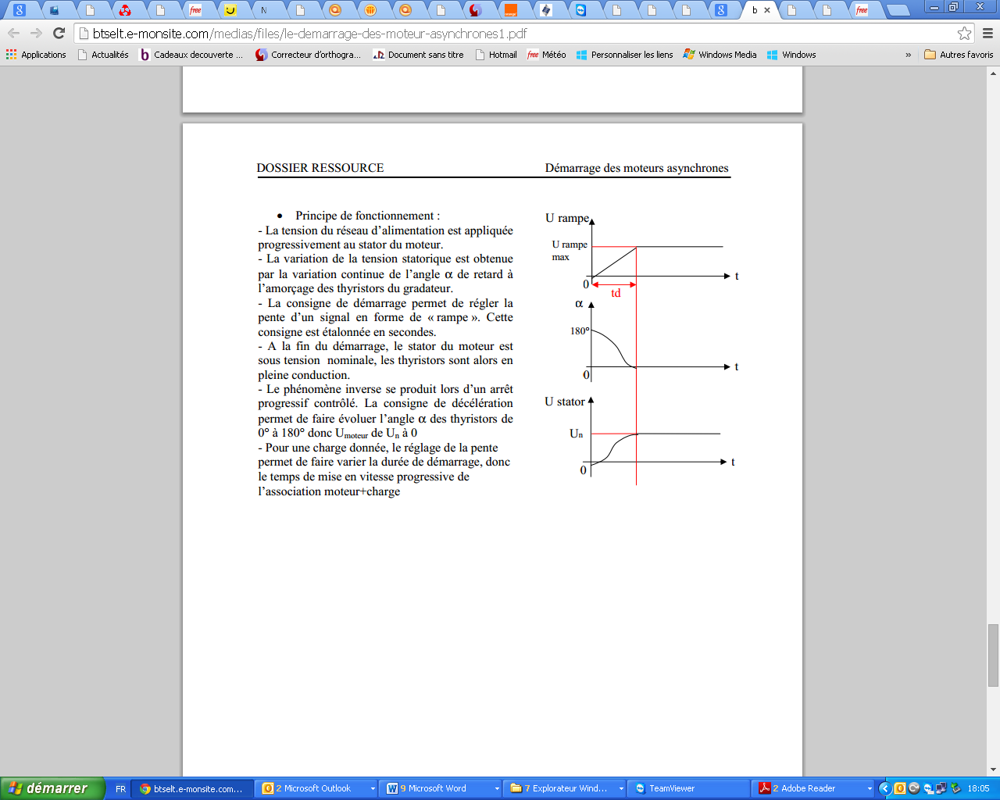 btselt.e-monsite.com/medias/files/le-demarrage-des-moteur-asynchrones1.pdf
Applications Actualités Cadeaux decouverte ... Correcteur d'orthogra... Document sans titre Hotmail Météo Personnaliser les liens Windows Media Windows » Autres favoris
DOSSIER RESSOURCE Démarrage des moteurs asynchrones
• Principe de fonctionnement :
- La tension du réseau d'alimentation est appliquée
progressivement au stator du moteur.
- La variation de la tension statorique est obtenue
par la variation continue de l'angle α de retard à
l'amorçage des thyristors du gradateur.
- La consigne de démarrage permet de régler la
pente d'un signal en forme de « rampe ». Cette
consigne est étalonnée en secondes.
- A la fin du démarrage, le stator du moteur est
sous tension nominale, les thyristors sont alors en
pleine conduction.
- Le phénomène inverse se produit lors d'un arrêt
progressif contrôlé. La consigne de décélération
permet de faire évoluer l'angle α des thyristors de
0° à 180° donc Umoteur de Un à 0
- Pour une charge donnée, le réglage de la pente
permet de faire varier la durée de démarrage, donc
le temps de mise en vitesse progressive de
l'association moteur+charge
U rampe
U rampe
max
0
t
td
α
180°
0
t
U stator
Un
0
t
démarrer FR btselt.e-monsite.com... 2 Microsoft Outlook 9 Microsoft Word 7 Explorateur Wind... TeamViewer 2 Adobe Reader 18:05